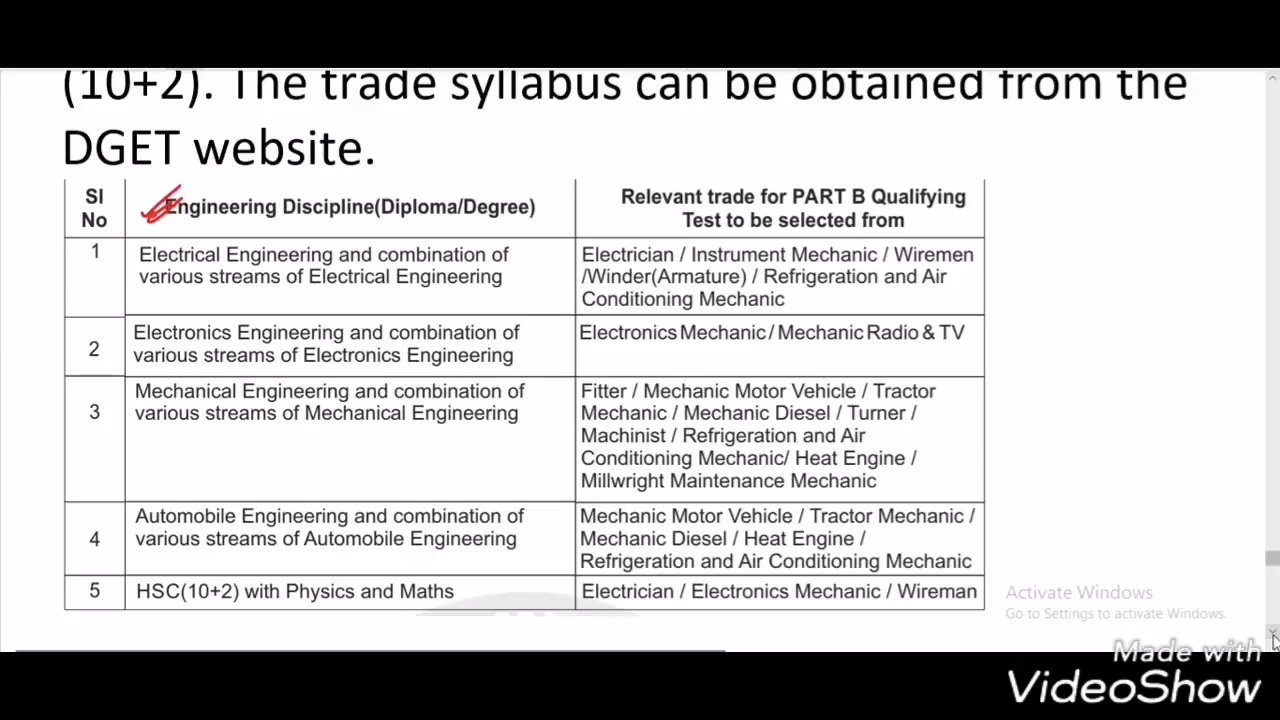 (10+2). The trade syllabus can be obtained from the
DGET website.
Sl
No
Engineering Discipline(Diploma/Degree)
Relevant trade for PART B Qualifying
Test to be selected from
1
Electrical Engineering and combination of
various streams of Electrical Engineering
Electrician / Instrument Mechanic / Wiremen
/Winder(Armature) / Refrigeration and Air
Conditioning Mechanic
2
Electronics Engineering and combination of
various streams of Electronics Engineering
Electronics Mechanic / Mechanic Radio & TV
3
Mechanical Engineering and combination of
various streams of Mechanical Engineering
Fitter / Mechanic Motor Vehicle / Tractor
Mechanic / Mechanic Diesel / Turner /
Machinist / Refrigeration and Air
Conditioning Mechanic/ Heat Engine /
Millwright Maintenance Mechanic
4
Automobile Engineering and combination of
various streams of Automobile Engineering
Mechanic Motor Vehicle / Tractor Mechanic /
Mechanic Diesel / Heat Engine /
Refrigeration and Air Conditioning Mechanic
5
HSC(10+2) with Physics and Maths
Electrician / Electronics Mechanic / Wireman
Activate Windows
Go to Settings to activate Windows.
Made with
VideoShow